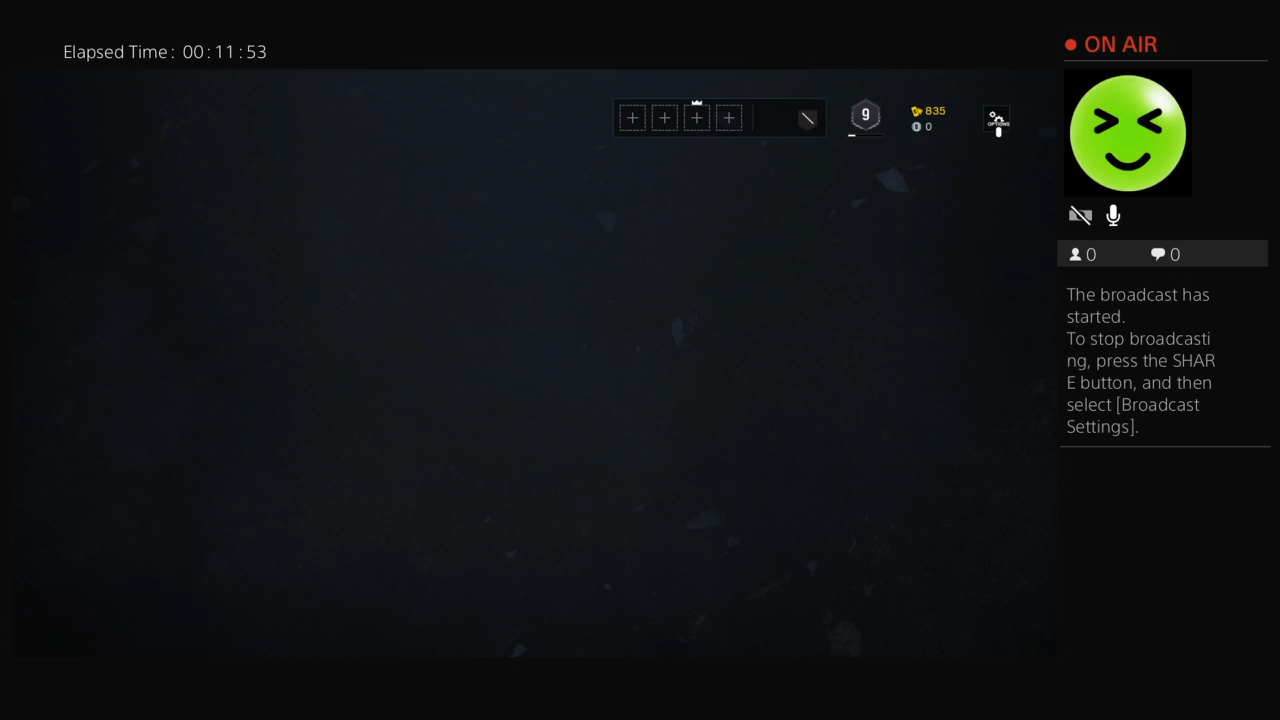 Elapsed Time: 00:11:53
ON AIR
9
835
0
OPTIONS
0 0
The broadcast has
started.
To stop broadcasti
ng, press the SHAR
E button, and then
select [Broadcast
Settings].